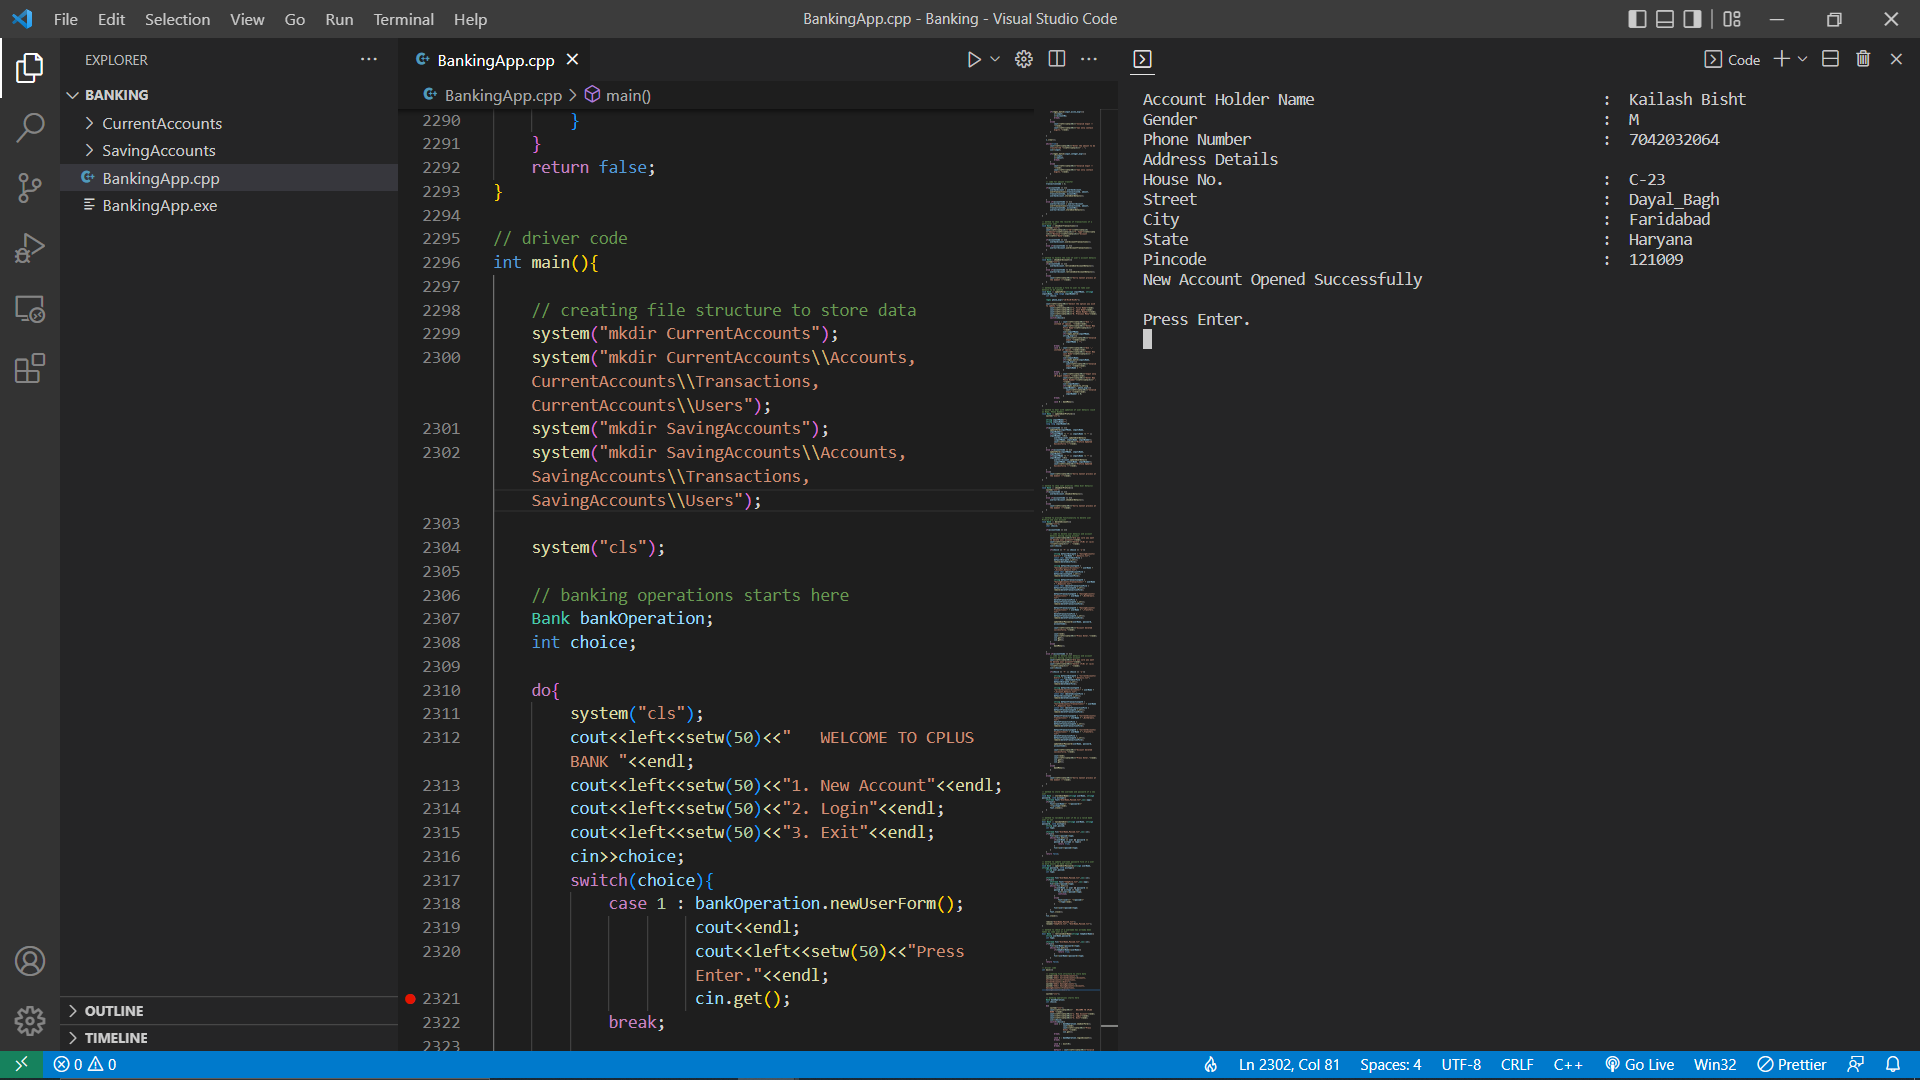 File Edit Selection View Go Run Terminal Help
BankingApp.cpp - Banking - Visual Studio Code
EXPLORER
BANKING
CurrentAccounts
SavingAccounts
BankingApp.cpp
BankingApp.exe
OUTLINE
TIMELINE
BankingApp.cpp
BankingApp.cpp > main()
2290 }
2291 }
2292 return false;
2293 }
2294
2295 // driver code
2296 int main(){
2297
2298 // creating file structure to store data
2299 system("mkdir CurrentAccounts");
2300 system("mkdir CurrentAccounts\\Accounts,
CurrentAccounts\\Transactions,
CurrentAccounts\\Users");
2301 system("mkdir SavingAccounts");
2302 system("mkdir SavingAccounts\\Accounts,
SavingAccounts\\Transactions,
SavingAccounts\\Users");
2303
2304 system("cls");
2305
2306 // banking operations starts here
2307 Bank bankOperation;
2308 int choice;
2309
2310 do{
2311 system("cls");
2312 cout<<left<<setw(50)<<"   WELCOME TO CPLUS
BANK "<<endl;
2313 cout<<left<<setw(50)<<"1. New Account"<<endl;
2314 cout<<left<<setw(50)<<"2. Login"<<endl;
2315 cout<<left<<setw(50)<<"3. Exit"<<endl;
2316 cin>>choice;
2317 switch(choice){
2318 case 1 : bankOperation.newUserForm();
2319 cout<<endl;
2320 cout<<left<<setw(50)<<"Press
Enter."<<endl;
2321 cin.get();
2322 break;
2323
Code
Account Holder Name : Kailash Bisht
Gender : M
Phone Number : 7042032064
Address Details
House No. : C-23
Street : Dayal_Bagh
City : Faridabad
State : Haryana
Pincode : 121009
New Account Opened Successfully
Press Enter.
0 0 Ln 2302, Col 81 Spaces: 4 UTF-8 CRLF C++ Go Live Win32 Prettier